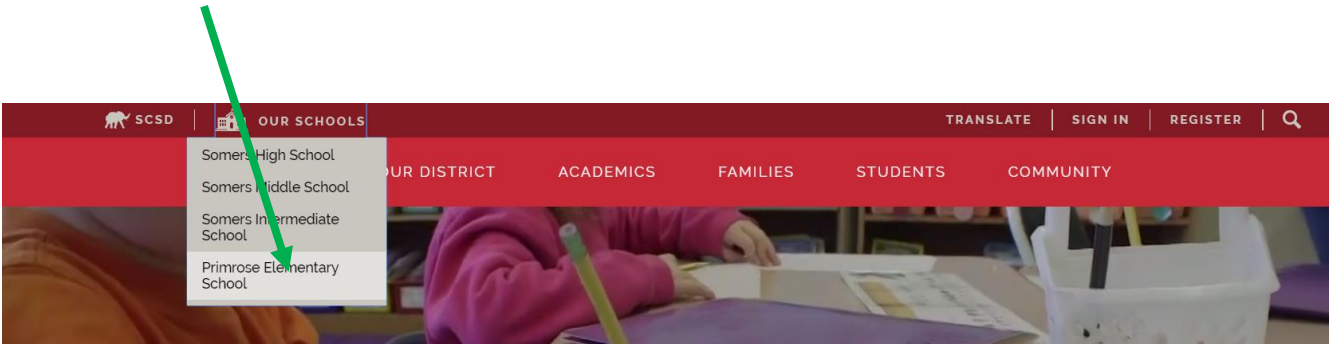 SCSD
OUR SCHOOLS
TRANSLATE
SIGN IN
REGISTER
Somers High School
Somers Middle School
Somers Intermediate
School
Primrose Elementary
School
OUR DISTRICT
ACADEMICS
FAMILIES
STUDENTS
COMMUNITY